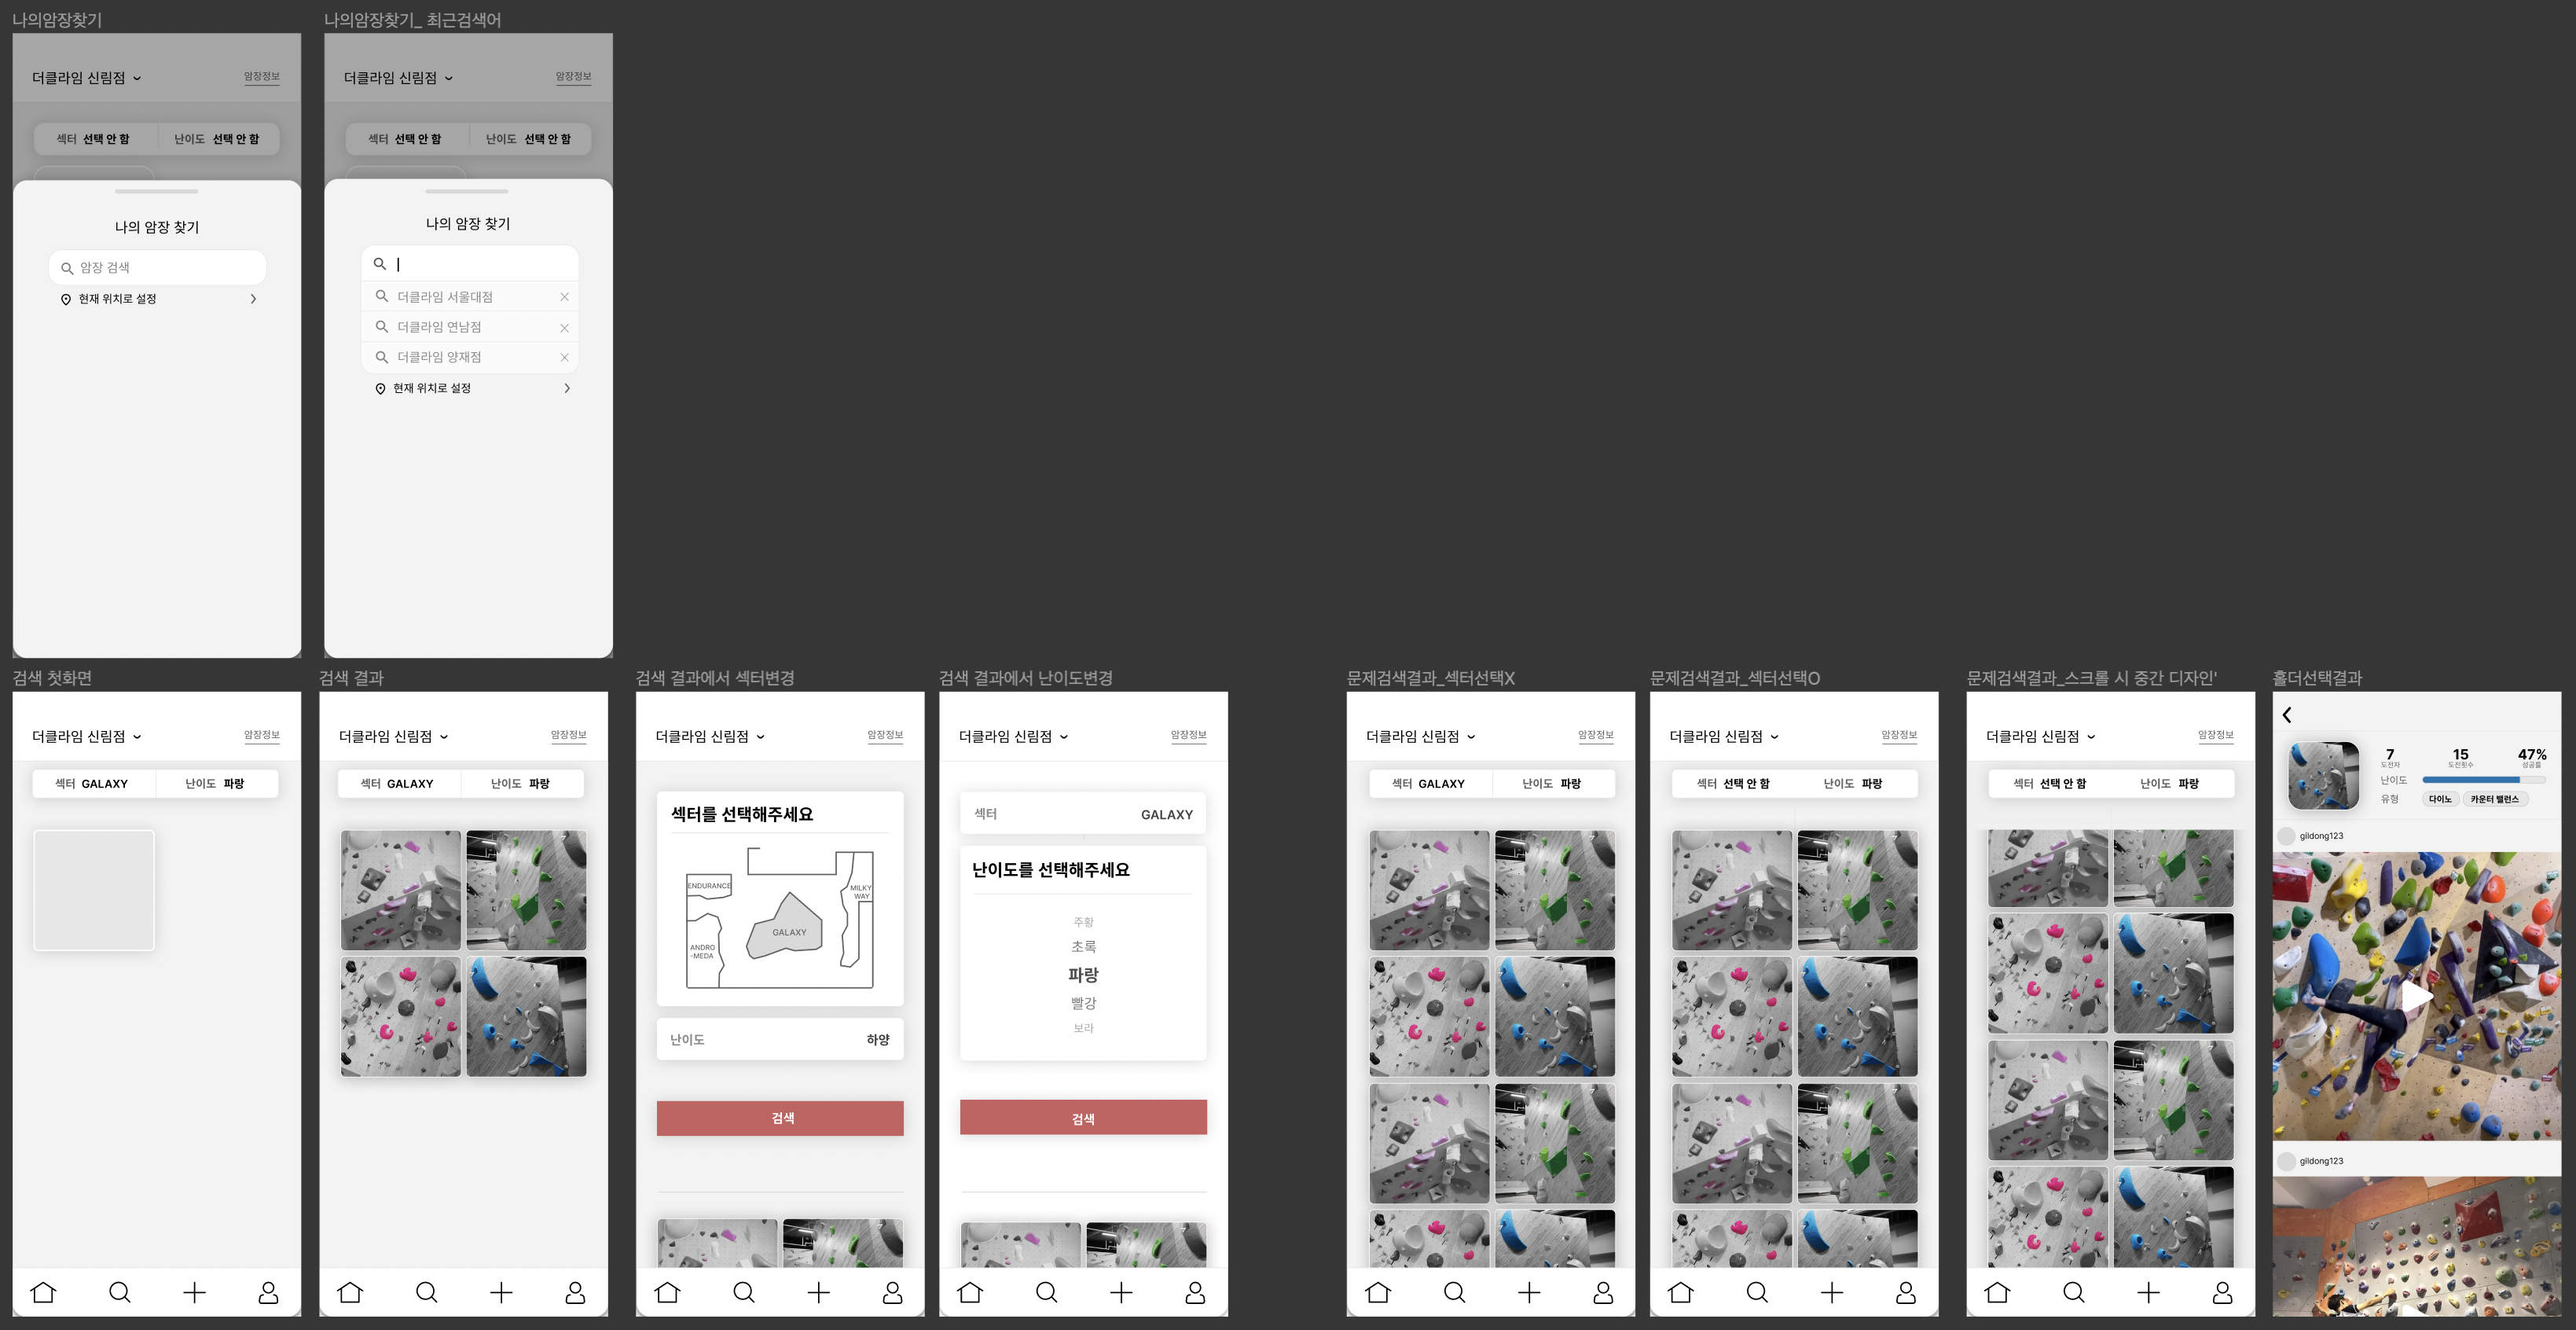 나의암장찾기
더클라임 신림점
암장정보
섹터 선택 안 함
난이도 선택 안 함
나의 암장 찾기
암장 검색
현재 위치로 설정
나의암장찾기_ 최근검색어
더클라임 신림점
암장정보
섹터 선택 안 함
난이도 선택 안 함
나의 암장 찾기
더클라임 서울대점
더클라임 연남점
더클라임 양재점
현재 위치로 설정
검색 첫화면
더클라임 신림점
암장정보
섹터 GALAXY
난이도 파랑
검색 결과
더클라임 신림점
암장정보
섹터 GALAXY
난이도 파랑
검색 결과에서 섹터변경
더클라임 신림점
암장정보
섹터를 선택해주세요
ENDURANCE
MILKY
WAY
GALAXY
ANDRO
-MEDA
난이도
하양
검색
검색 결과에서 난이도변경
더클라임 신림점
암장정보
섹터
GALAXY
난이도를 선택해주세요
주황
초록
파랑
빨강
보라
검색
문제검색결과_섹터선택X
더클라임 신림점
암장정보
섹터 GALAXY
난이도 파랑
문제검색결과_섹터선택O
더클라임 신림점
암장정보
섹터 선택 안 함
난이도 파랑
문제검색결과_스크롤 시 중간 디자인'
더클라임 신림점
암장정보
섹터 선택 안 함
난이도 파랑
홀더선택결과
7
도전자
15
도전횟수
47%
성공률
난이도
유형
다이노
카운터 밸런스
gildong123
gildong123